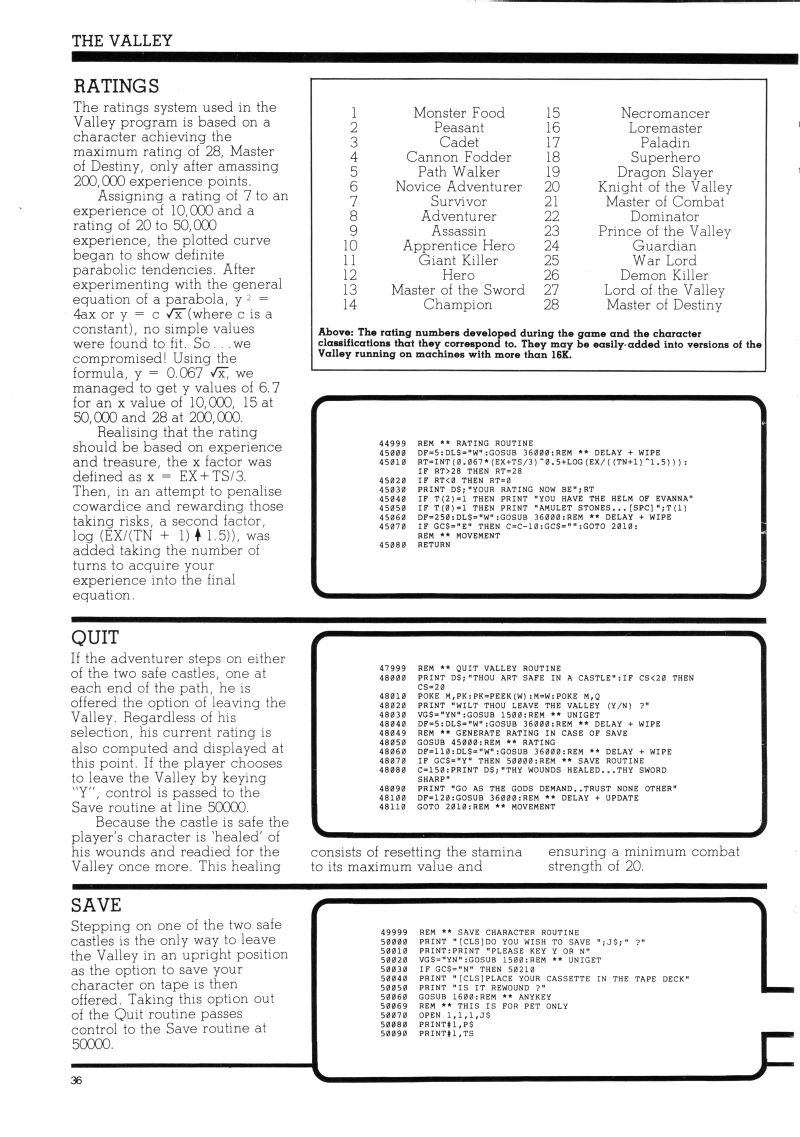 THE VALLEY
RATINGS
The ratings system used in the
Valley program is based on a
character achieving the
maximum rating of 28, Master
of Destiny, only after amassing
200,000 experience points.
Assigning a rating of 7 to an
experience of 10,000 and a
rating of 20 to 50,000
experience, the plotted curve
began to show definite
parabolic tendencies. After
experimenting with the general
equation of a parabola, y ² =
4ax or y = c √x (where c is a
constant), no simple values
were found to fit. So . . . we
compromised! Using the
formula, y = 0.067 √x, we
managed to get y values of 6.7
for an x value of 10,000, 15 at
50,000 and 28 at 200,000.
Realising that the rating
should be based on experience
and treasure, the x factor was
defined as x = EX+TS/3.
Then, in an attempt to penalise
cowardice and rewarding those
taking risks, a second factor,
log (EX/(TN + 1) ↑ 1.5)), was
added taking the number of
turns to acquire your
experience into the final
equation.
1 Monster Food 15 Necromancer
2 Peasant 16 Loremaster
3 Cadet 17 Paladin
4 Cannon Fodder 18 Superhero
5 Path Walker 19 Dragon Slayer
6 Novice Adventurer 20 Knight of the Valley
7 Survivor 21 Master of Combat
8 Adventurer 22 Dominator
9 Assassin 23 Prince of the Valley
10 Apprentice Hero 24 Guardian
11 Giant Killer 25 War Lord
12 Hero 26 Demon Killer
13 Master of the Sword 27 Lord of the Valley
14 Champion 28 Master of Destiny
Above: The rating numbers developed during the game and the character
classifications that they correspond to. They may be easily added into versions of the
Valley running on machines with more than 16K.
44999 REM ** RATING ROUTINE
45000 DF=5:DL$="W":GOSUB 36000:REM ** DELAY + WIPE
45010 RT=INT(0.067*(EX+TS/3)^0.5+LOG(EX/((TN+1)^1.5))):
IF RT>28 THEN RT=28
45020 IF RT<0 THEN RT=0
45030 PRINT D$;"YOUR RATING NOW BE";RT
45040 IF T(2)=1 THEN PRINT "YOU HAVE THE HELM OF EVANNA"
45050 IF T(0)=1 THEN PRINT "AMULET STONES...[SPC]";T(1)
45060 DF=250:DL$="W":GOSUB 36000:REM ** DELAY + WIPE
45070 IF GC$="E" THEN C=C-10:GC$="":GOTO 2010:
REM ** MOVEMENT
45080 RETURN
QUIT
If the adventurer steps on either
of the two safe castles, one at
each end of the path, he is
offered the option of leaving the
Valley. Regardless of his
selection, his current rating is
also computed and displayed at
this point. If the player chooses
to leave the Valley by keying
"Y", control is passed to the
Save routine at line 50000.
Because the castle is safe the
player's character is 'healed' of
his wounds and readied for the
Valley once more. This healing
47999 REM ** QUIT VALLEY ROUTINE
48000 PRINT D$;"THOU ART SAFE IN A CASTLE":IF CS<20 THEN
CS=20
48010 POKE M,PK:PK=PEEK(W):M=W:POKE M,Q
48020 PRINT "WILT THOU LEAVE THE VALLEY (Y/N) ?"
48030 VG$="YN":GOSUB 1500:REM ** UNIGET
48040 DF=5:DL$="W":GOSUB 36000:REM ** DELAY + WIPE
48049 REM ** GENERATE RATING IN CASE OF SAVE
48050 GOSUB 45000:REM ** RATING
48060 DF=110:DL$="W":GOSUB 36000:REM ** DELAY + WIPE
48070 IF GC$="Y" THEN 50000:REM ** SAVE ROUTINE
48080 C=150:PRINT D$;"THY WOUNDS HEALED...THY SWORD
SHARP"
48090 PRINT "GO AS THE GODS DEMAND..TRUST NONE OTHER"
48100 DF=120:GOSUB 36000:REM ** DELAY + UPDATE
48110 GOTO 2010:REM ** MOVEMENT
consists of resetting the stamina
to its maximum value and
ensuring a minimum combat
strength of 20.
SAVE
Stepping on one of the two safe
castles is the only way to leave
the Valley in an upright position
as the option to save your
character on tape is then
offered. Taking this option out
of the Quit routine passes
control to the Save routine at
50000.
49999 REM ** SAVE CHARACTER ROUTINE
50000 PRINT "[CLS]DO YOU WISH TO SAVE ";J$;" ?"
50010 PRINT:PRINT "PLEASE KEY Y OR N"
50020 VG$="YN":GOSUB 1500:REM ** UNIGET
50030 IF GC$="N" THEN 50210
50040 PRINT "[CLS]PLACE YOUR CASSETTE IN THE TAPE DECK"
50050 PRINT "IS IT REWOUND ?"
50060 GOSUB 1600:REM ** ANYKEY
50069 REM ** THIS IS FOR PET ONLY
50070 OPEN 1,1,1,J$
50080 PRINT#1,P$
50090 PRINT#1,TS
36